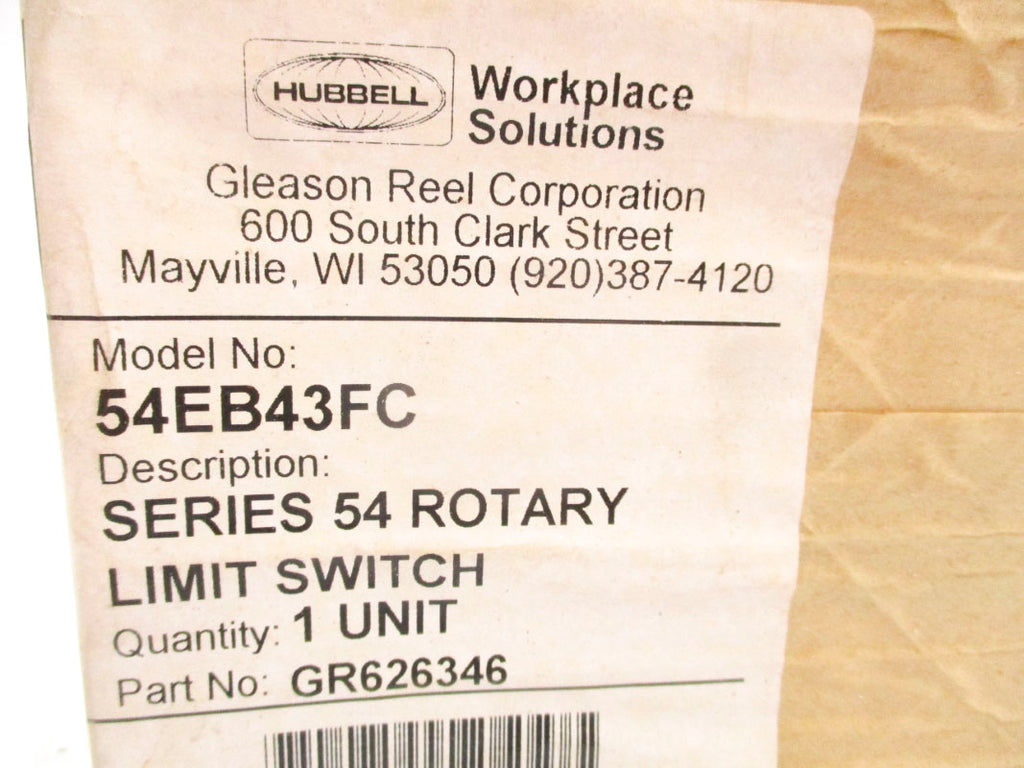 HUBBELL Workplace
Solutions
Gleason Reel Corporation
600 South Clark Street
Mayville, WI 53050 (920)387-4120
Model No:
54EB43FC
Description:
SERIES 54 ROTARY
LIMIT SWITCH
Quantity: 1 UNIT
Part No: GR626346